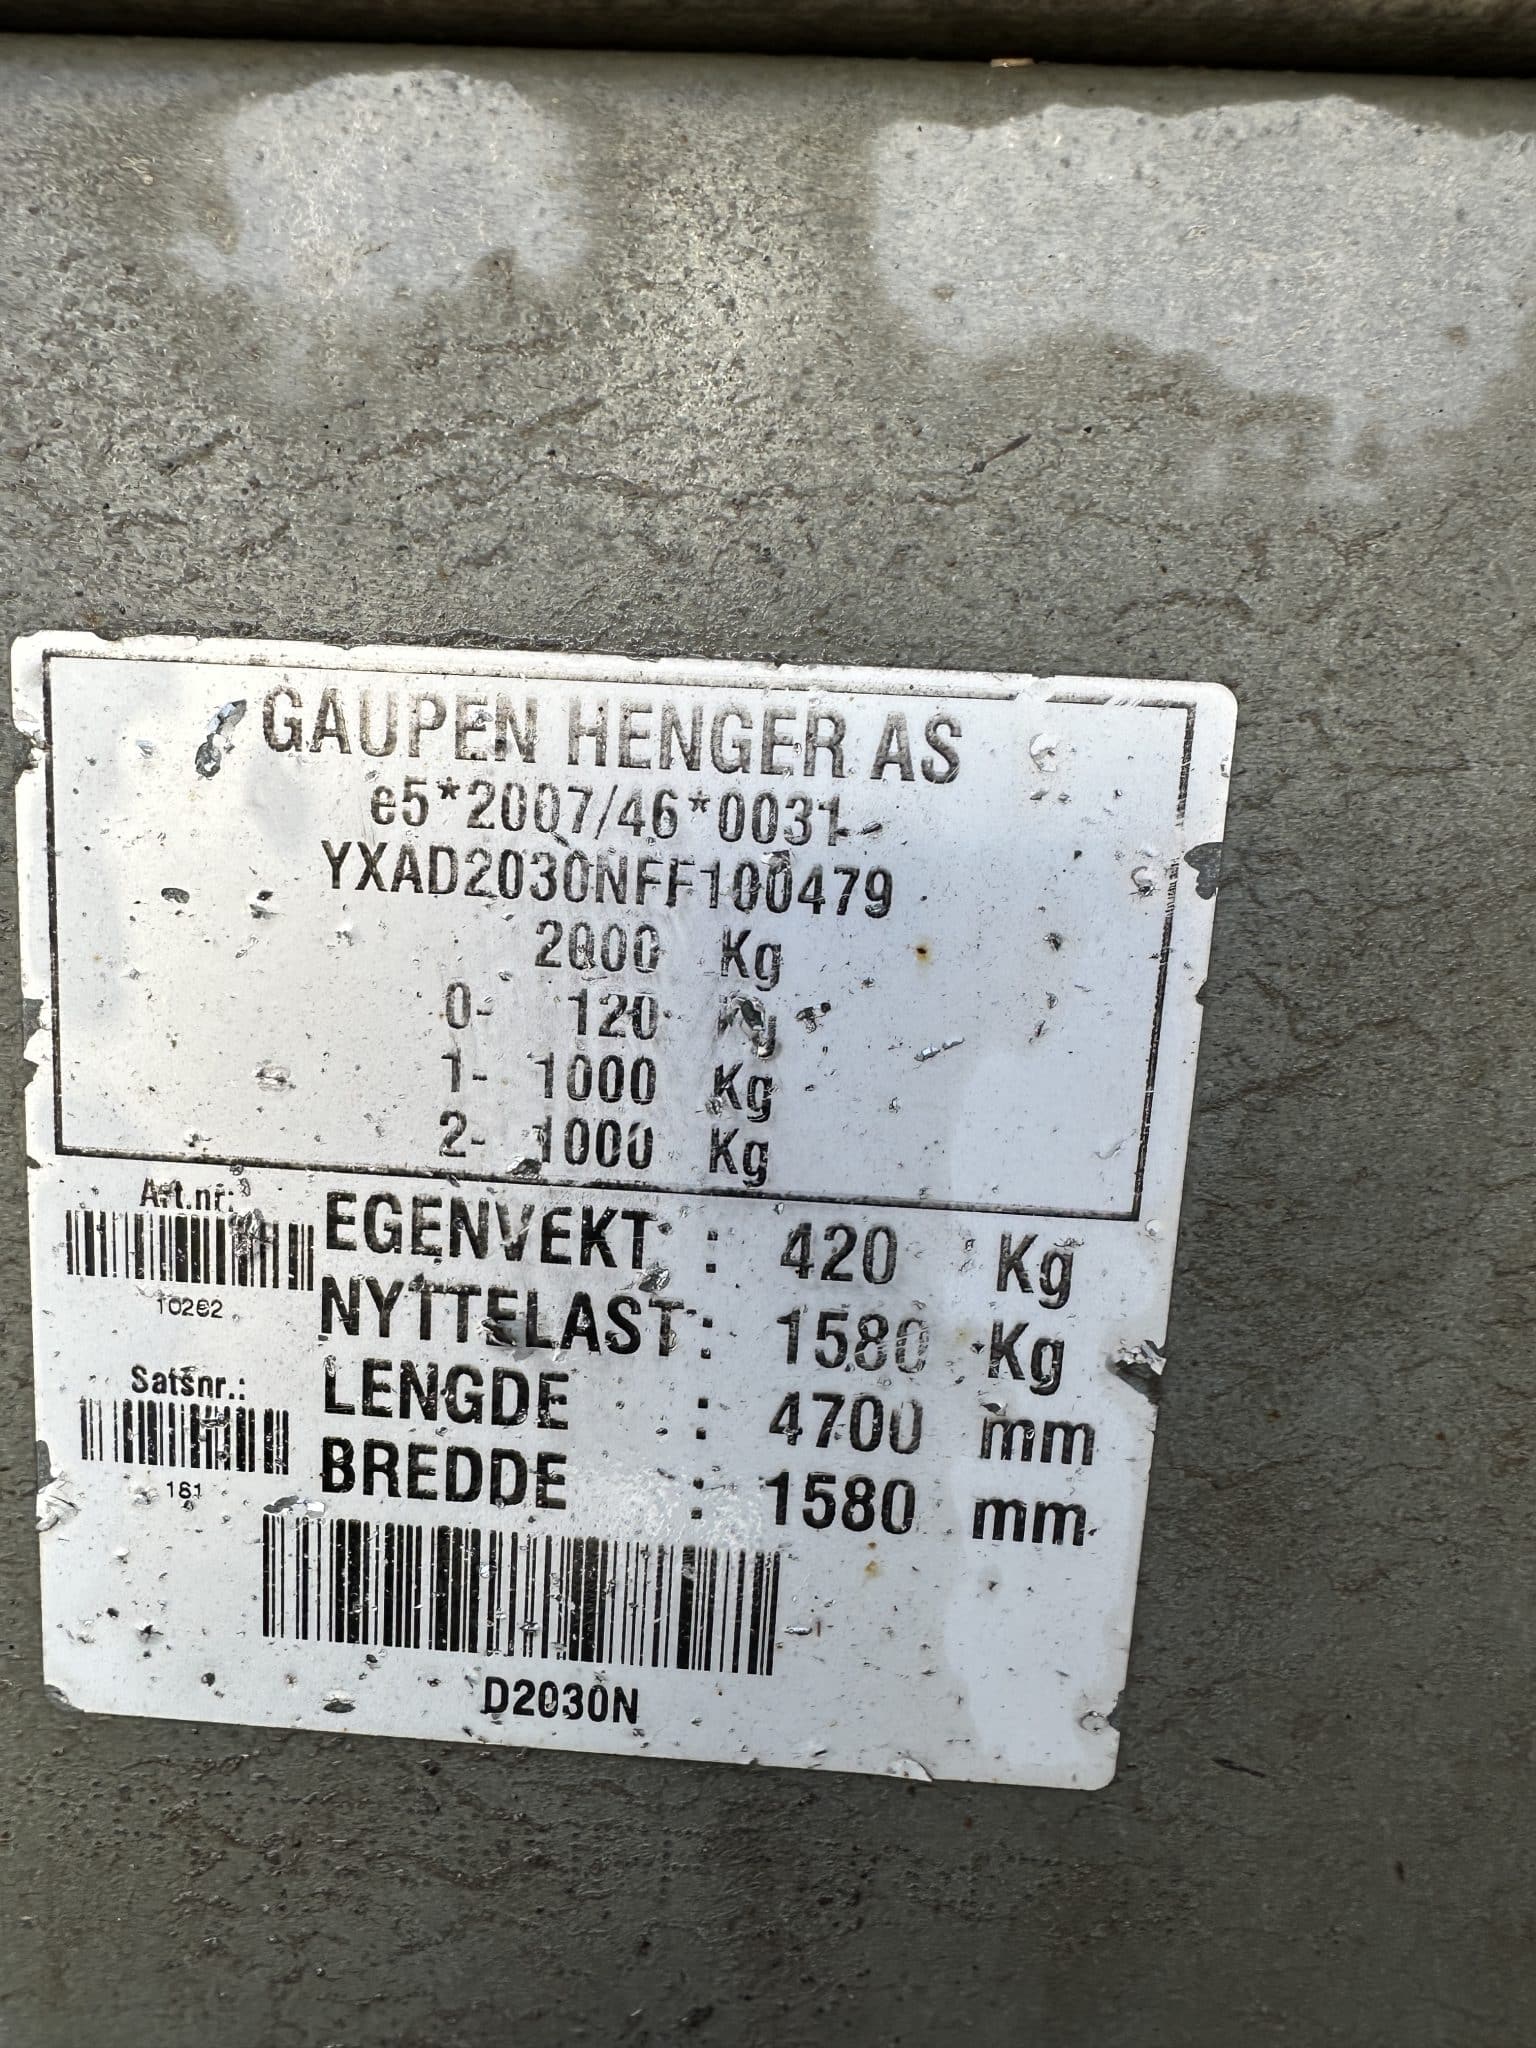 GAUPEN HENGER AS
e5*2007/46*0031-
YXAD2030NFF100479
2000 Kg
0- 120 Kg
1- 1000 Kg
2- 1000 Kg
Art.nr:
10262
EGENVEKT : 420 Kg
NYTTELAST : 1580 Kg
Satsnr.:
181
LENGDE : 4700 mm
BREDDE : 1580 mm
D2030N